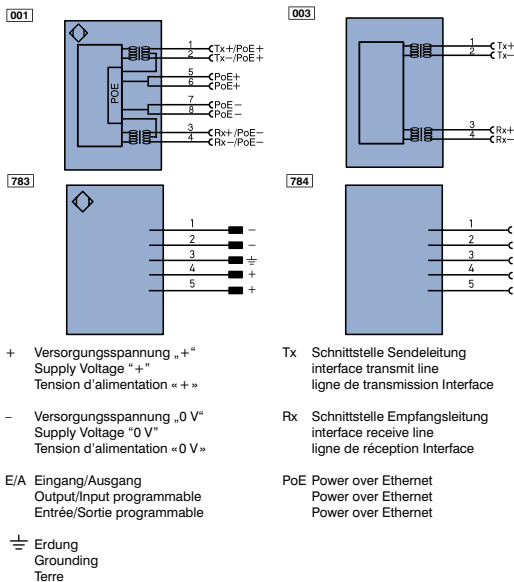 001
POE
1 Tx+/PoE+
2 Tx–/PoE+
5 PoE+
6 PoE+
7 PoE–
8 PoE–
3 Rx+/PoE–
4 Rx–/PoE–
003
1 Tx+
2 Tx–
3 Rx+
4 Rx–
783
1 –
2 –
3
4 +
5 +
784
1
2
3
4
5
+ Versorgungsspannung „+“
Supply Voltage “+”
Tension d’alimentation «+»
– Versorgungsspannung „0 V“
Supply Voltage “0 V”
Tension d’alimentation «0 V»
E/A Eingang/Ausgang
Output/Input programmable
Entrée/Sortie programmable
Erdung
Grounding
Terre
Tx Schnittstelle Sendeleitung
interface transmit line
ligne de transmission Interface
Rx Schnittstelle Empfangsleitung
interface receive line
ligne de réception Interface
PoE Power over Ethernet
Power over Ethernet
Power over Ethernet